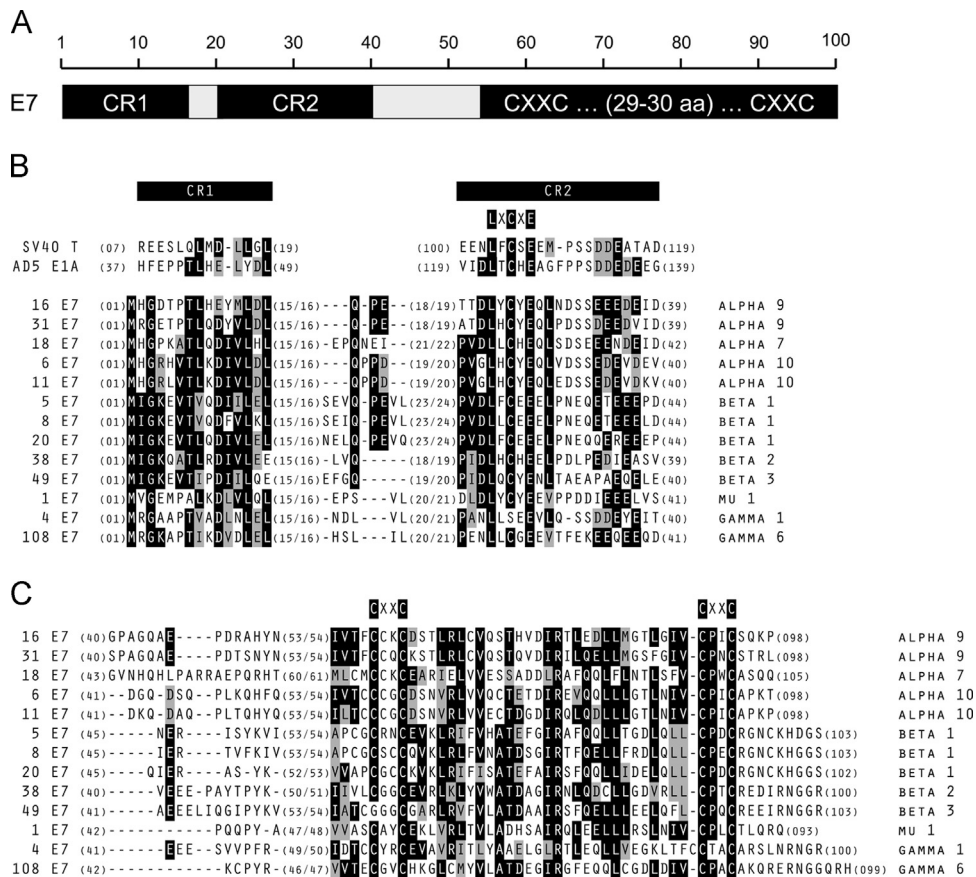 A
1 10 20 30 40 50 60 70 80 90 100
E7 CR1 CR2 CXXC ... (29-30 aa) ... CXXC
B
CR1 CR2
LXCXE
SV40 T (07) REESLQLMD-LLGL(19) (100) EENLFCSEEM-PSSDDEATAD(119)
AD5 E1A (37) HFEPPTLHE-LYDL(49) (119) VIDLTCHEAGFPPSDDEDEEG(139)
16 E7 (01)MHGDTPTLHEYMLDL(15/16)---Q-PE--(18/19)TTDLYCYEQLNDSSEEEDEID(39) ALPHA 9
31 E7 (01)MRGETPTLQDYVLDL(15/16)---Q-PE--(18/19)ATDLHCYEQLPDSSDEEDVID(39) ALPHA 9
18 E7 (01)MHGPKATLQDIVLHL(15/16)-EPQNEI-(21/22)PVDLLCHEQLSDSEEENDEID(42) ALPHA 7
6 E7 (01)MHGRHVTLKDIVLDL(15/16)---QPPD-(19/20)PVGLHCYEQLVDSSEDEVDEV(40) ALPHA 10
11 E7 (01)MHGRLVTLKDIVLDL(15/16)---QPPD-(19/20)PVGLHCYEQLEDSSEDEVDKV(40) ALPHA 10
5 E7 (01)MIGKEVTVQDIILEL(15/16)-SEVQ-PEVL(23/24)PVDLFCEEELPNEQETEEEPD(44) BETA 1
8 E7 (01)MIGKEVTVQDFVLKL(15/16)-SEIQ-PEVL(23/24)PVDLLCEEELPNEQETEEELD(44) BETA 1
20 E7 (01)MIGKEVTLQDIVLEL(15/16)-NELQ-PEVQ(23/24)PVDLFCEEELPNEQQEREEEP(44) BETA 1
38 E7 (01)MIGKQATLRDIVLEE(15/16)--LVQ-----(18/19)PIDLHCHEELPDLPEDIEASV(39) BETA 2
49 E7 (01)MIGKEVTIPDIILQE(15/16)-EFGQ-----(19/20)PIDLQCYENLTAEAPAEQELE(40) BETA 3
1 E7 (01)MVGEMPALKDLVLQL(15/16)-EPS---VL(20/21)DLDLYCYEEVPPDDIEEELVS(41) MU 1
4 E7 (01)MRGAAPTVADLNLEL(15/16)-NDL---VL(20/21)PANLLSEEVLQ-SSDDEYEIT(40) GAMMA 1
108 E7 (01)MRGKAPTIKDVDLEL(15/16)-HSL---IL(20/21)PENLLCGEEVTFEKEEQEEQD(41) GAMMA 6
C
CXXC CXXC
16 E7 (40)GPAGQAE----PDRAHYN(53/54)IVTFCCKCDSTLRLCVQSTHVDIRTLEDLLMGTLGIV-CPICSQKP(098) ALPHA 9
31 E7 (40)SPAGQAE----PDTSNYN(53/54)IVTFCCQCKSTLRLCVQSTQVDIRILQELLMGSFGIV-CPNCSTRL(098) ALPHA 9
18 E7 (43)GVNHQHLPARRAEPQRHT(60/61)MLCMCCKCEARIELVVESSADDLRAFQQLFLNTLSFV-CPWCASQQ(105) ALPHA 7
6 E7 (41)--DGQ-DSQ--PLKQHFQ(53/54)IVTCCCGCDSNVRLVVQCTETDIREVQQLLLGTLNIV-CPICAPKT(098) ALPHA 10
11 E7 (41)--DKQ-DAQ--PLTQHYQ(53/54)ILTCCCGCDSNVRLVVECTDGDIRQLQDLLLGTLNIV-CPICAPKP(098) ALPHA 10
5 E7 (45)-----NER---ISYKVI(53/54)APCGCRNCEVKLRIFVHATEFGIRAFQQLLTGDLQLL-CPDCRGNCKHDGS(103) BETA 1
8 E7 (45)-----IER---TVFKIV(53/54)APCGCSCCQVKLRLFVNATDSGIRTFQELLFRDLQLL-CPECRGNCKHGGS(103) BETA 1
20 E7 (45)----QIER----AS-YK-(52/53)VVAPCGCCKVKLRIFISATEFAIRSFQQLLIDELQLL-CPDCRGNCKHGGS(102) BETA 1
38 E7 (40)-----VEEE-PAYTPYK-(50/51)IIVLCGGCEVRLKLYVWATDAGIRNLQDCLLGDVRLL-CPTCREDIRNGGR(102) BETA 2
49 E7 (41)-----AEEELIQGIPYKV(53/54)IATCGGGCGARLRVFVLATDAAIRSFQELLLEELQFL-CPQCREEIRNGGR(103) BETA 3
1 E7 (42)-----------PQQPY-A(47/48)VVASCAYCEKLVRLTVLADHSAIRQLEELLLRSLNIV-CPLCTLQRQ(093) MU 1
4 E7 (41)-----EEE--SVVPFR-(49/50)IDTCCYRCEVAVRITLYAAELGLRTLEQLLVEGKLTFCCTACARSLNRNGR(100) GAMMA 1
108 E7 (42)-----------KCPYR-(46/47)VVTECGVCHKGLCMYVLATDEGIRGFEQQLCGDLDIV-CPACAKQRERNGGQRH(099) GAMMA 6